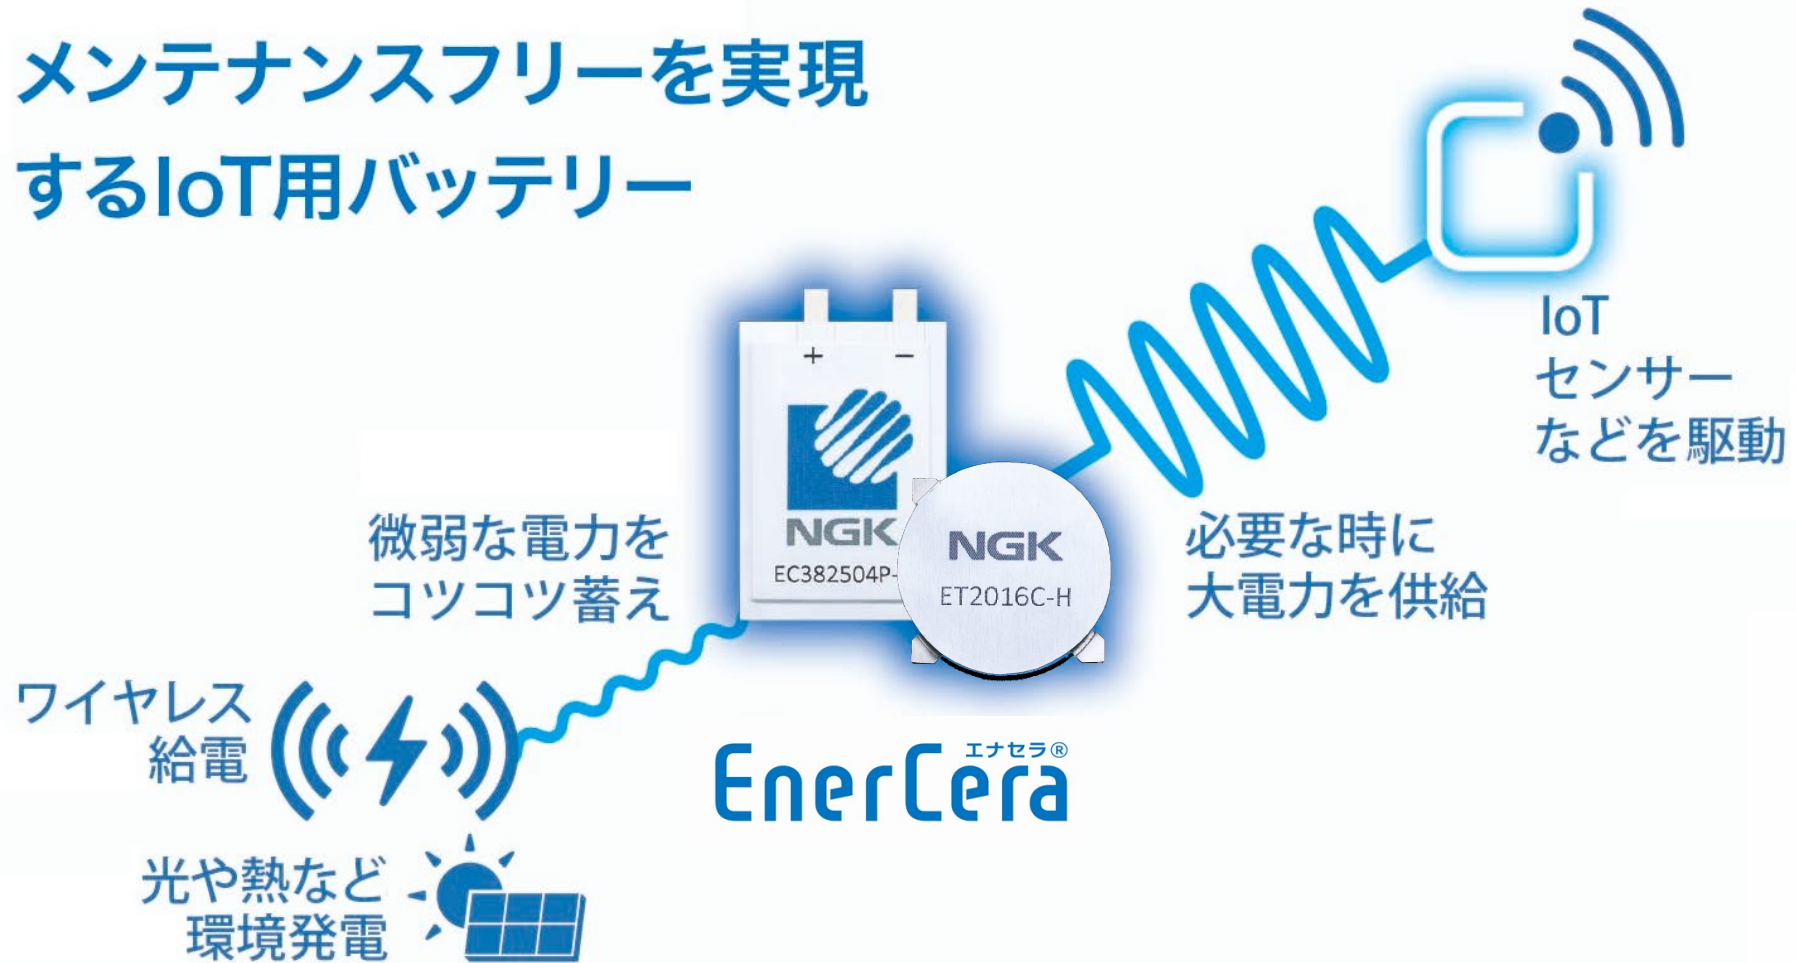 メンテナンスフリーを実現
するIoT用バッテリー
IoT
センサー
などを駆動
+ −
NGK
EC382504P-
NGK
ET2016C-H
微弱な電力を
コツコツ蓄え
必要な時に
大電力を供給
ワイヤレス
給電
エナセラ®
EnerCera
光や熱など
環境発電